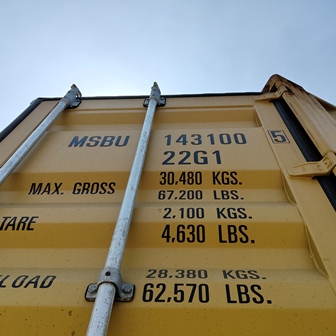 MSBU 143100 5
22G1
MAX. GROSS 30.480 KGS.
67.200 LBS.
TARE 2.100 KGS.
4,630 LBS.
LOAD 28.380 KGS.
62,570 LBS.